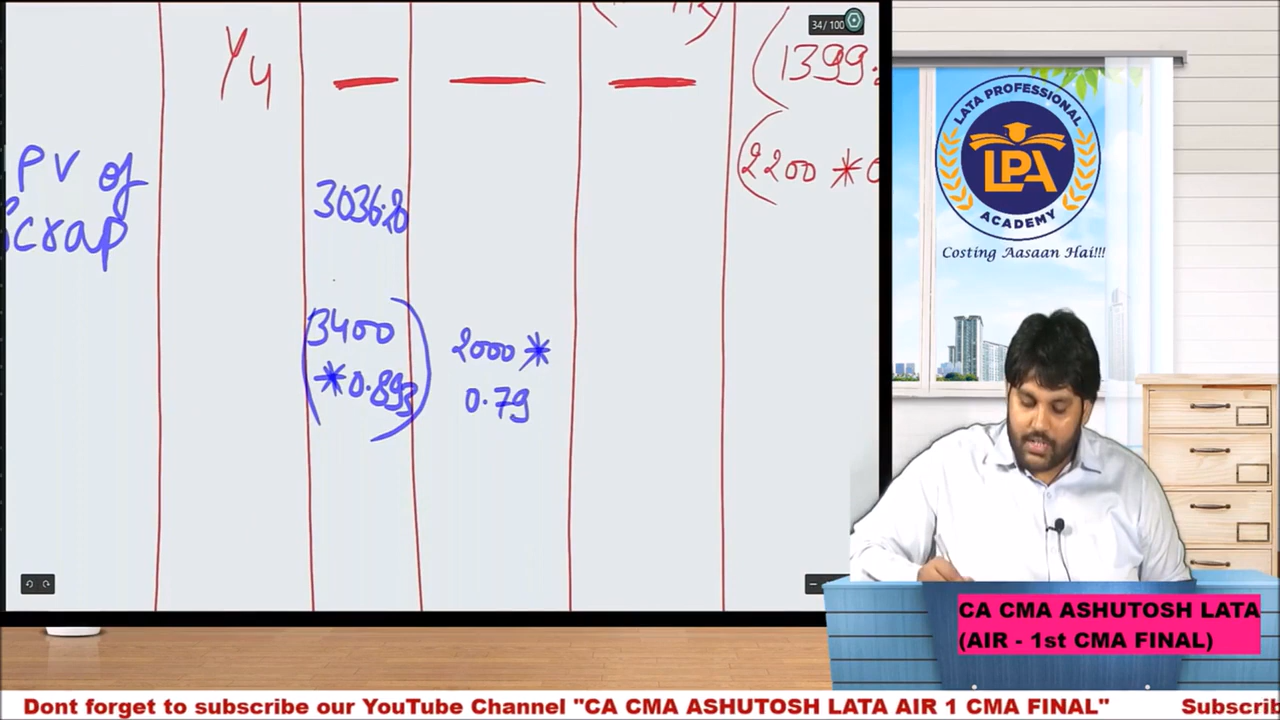 34/100
Y4
(1399.
(2200 * 0
PV of
Scrap
3036.20
(3400
* 0.893)
2000 *
0.79
LATA PROFESSIONAL
LPA
ACADEMY
Costing Aasaan Hai!!!
CA CMA ASHUTOSH LATA
(AIR - 1st CMA FINAL)
Dont forget to subscribe our YouTube Channel "CA CMA ASHUTOSH LATA AIR 1 CMA FINAL"
Subscrib